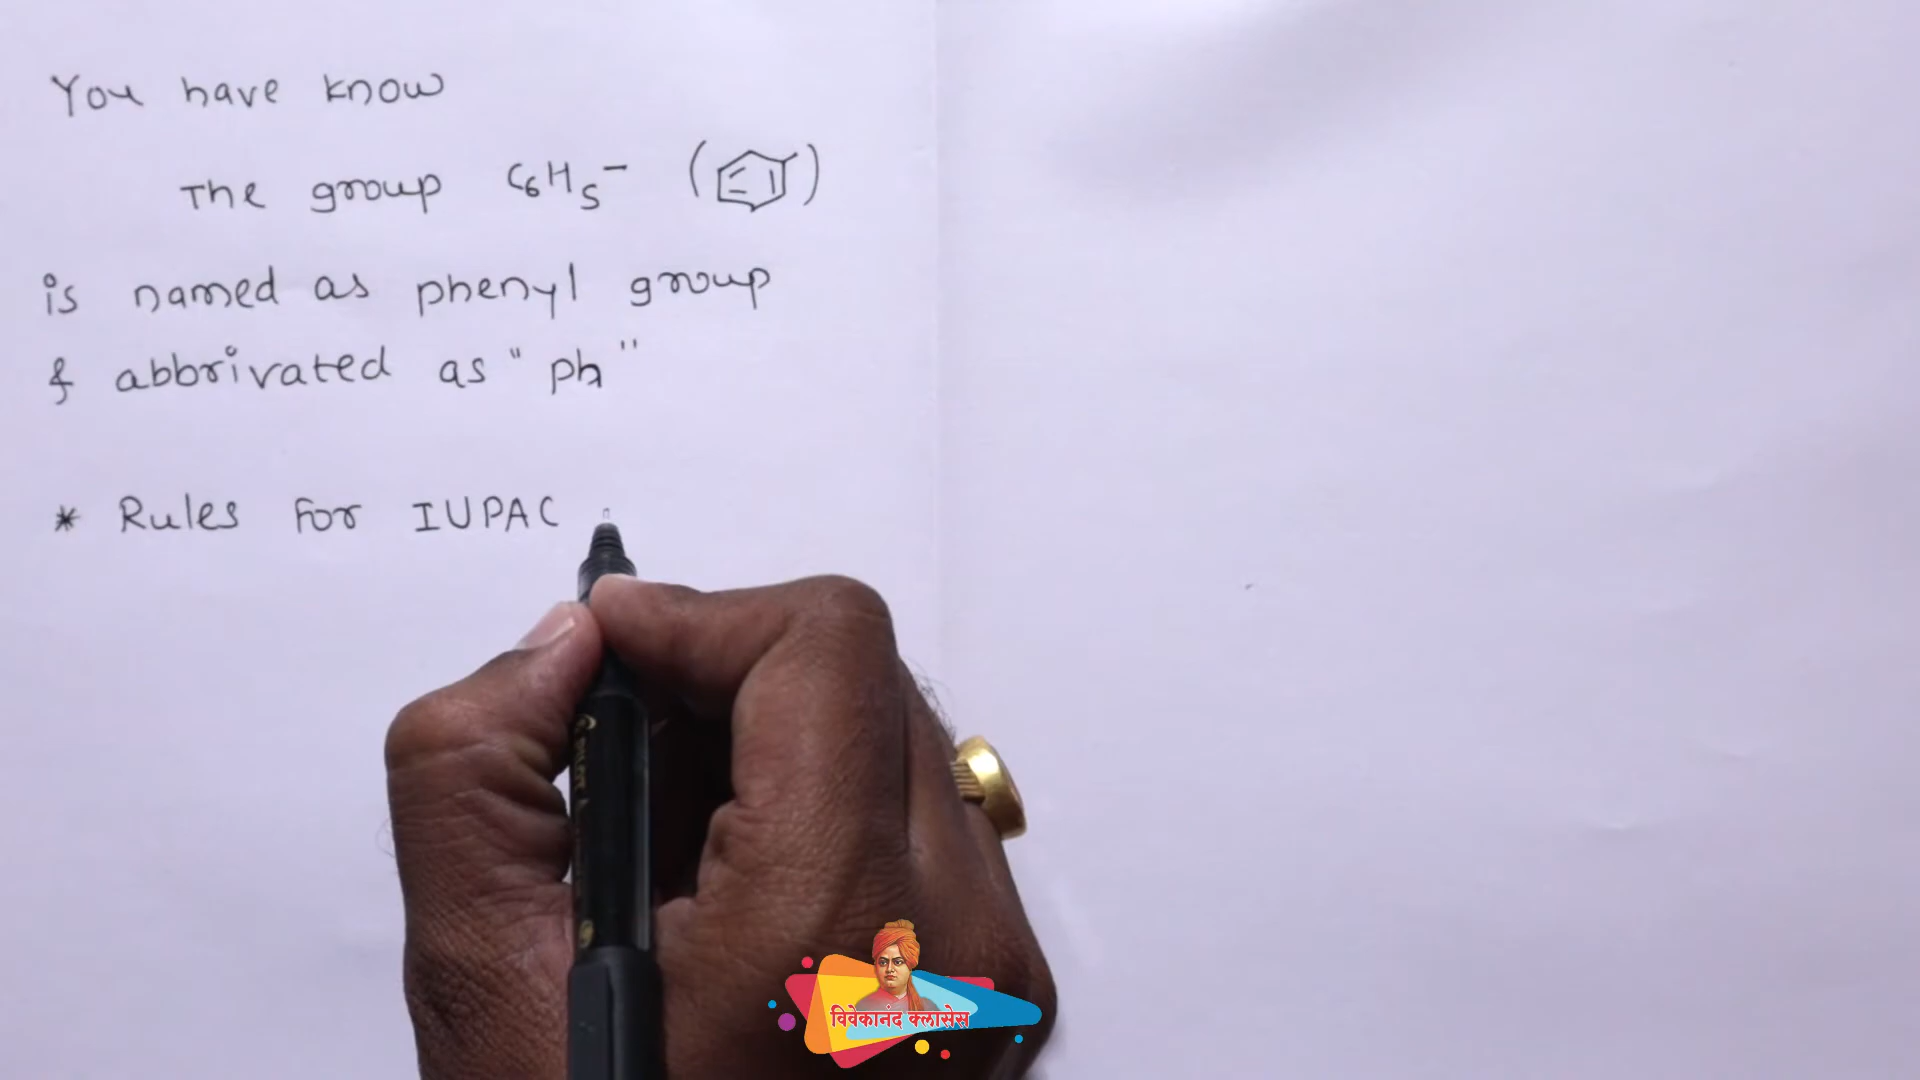 You have know
The group C6H5- ( )
is named as phenyl group
& abbrivated as "ph"
* Rules For IUPAC
विवेकानंद क्लासेस